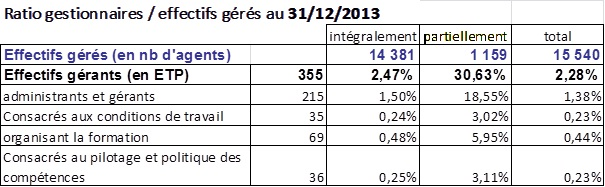 Ratio gestionnaires / effectifs gérés au 31/12/2013
intégralement partiellement total
Effectifs gérés (en nb d'agents) 14 381 1 159 15 540
Effectifs gérants (en ETP) 355 2,47% 30,63% 2,28%
administrants et gérants 215 1,50% 18,55% 1,38%
Consacrés aux conditions de travail 35 0,24% 3,02% 0,23%
organisant la formation 69 0,48% 5,95% 0,44%
Consacrés au pilotage et politique des
compétences 36 0,25% 3,11% 0,23%